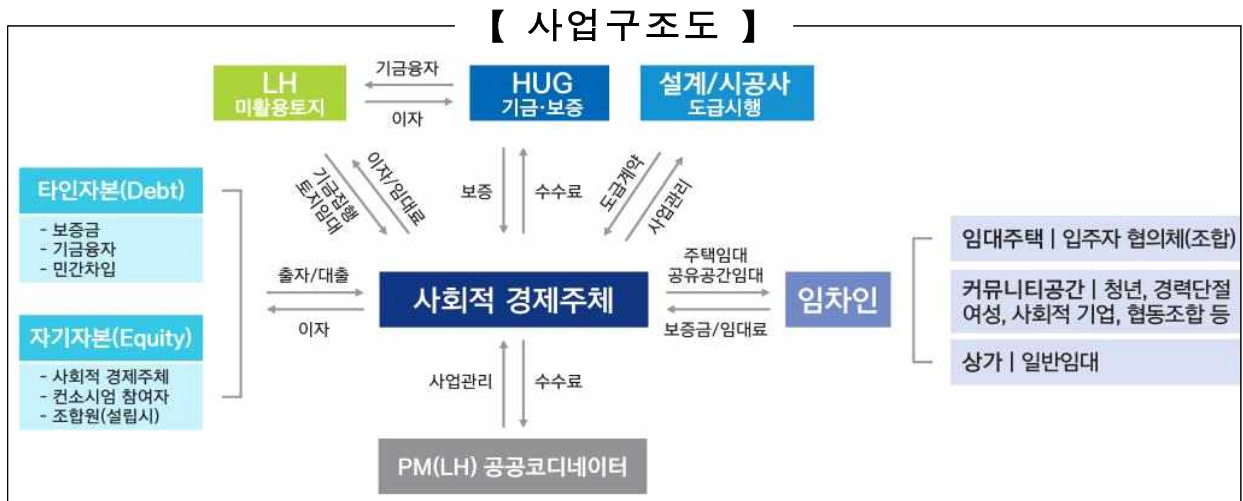 【 사업구조도 】
LH
미활용토지
기금융자
이자
HUG
기금·보증
설계/시공사
도급시행
기금집행
토지임대
이자/임대료
보증
수수료
도급계약
사업관리
타인자본(Debt)
- 보증금
- 기금융자
- 민간차입
자기자본(Equity)
- 사회적 경제주체
- 컨소시엄 참여자
- 조합원(설립시)
출자/대출
이자
사회적 경제주체
주택임대
공유공간임대
보증금/임대료
임차인
임대주택 | 입주자 협의체(조합)
커뮤니티공간 | 청년, 경력단절
여성, 사회적 기업, 협동조합 등
상가 | 일반임대
사업관리
수수료
PM(LH) 공공코디네이터